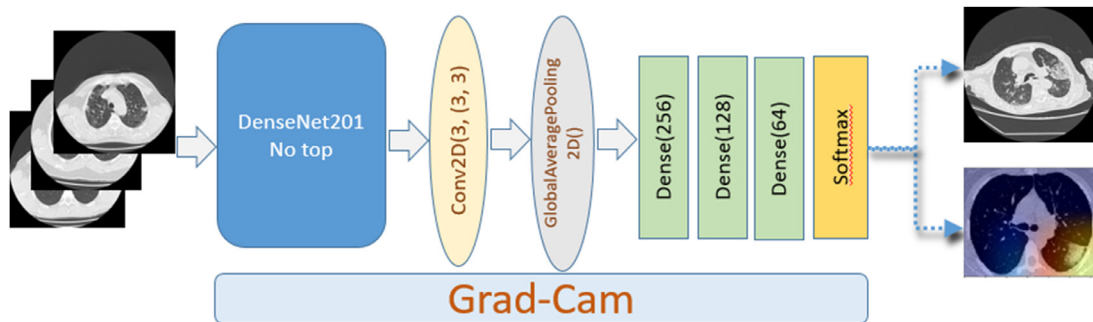 DenseNet201
No top
Conv2D(3, (3, 3)
GlobalAveragePooling
2D()
Dense(256)
Dense(128)
Dense(64)
Softmax
Grad-Cam